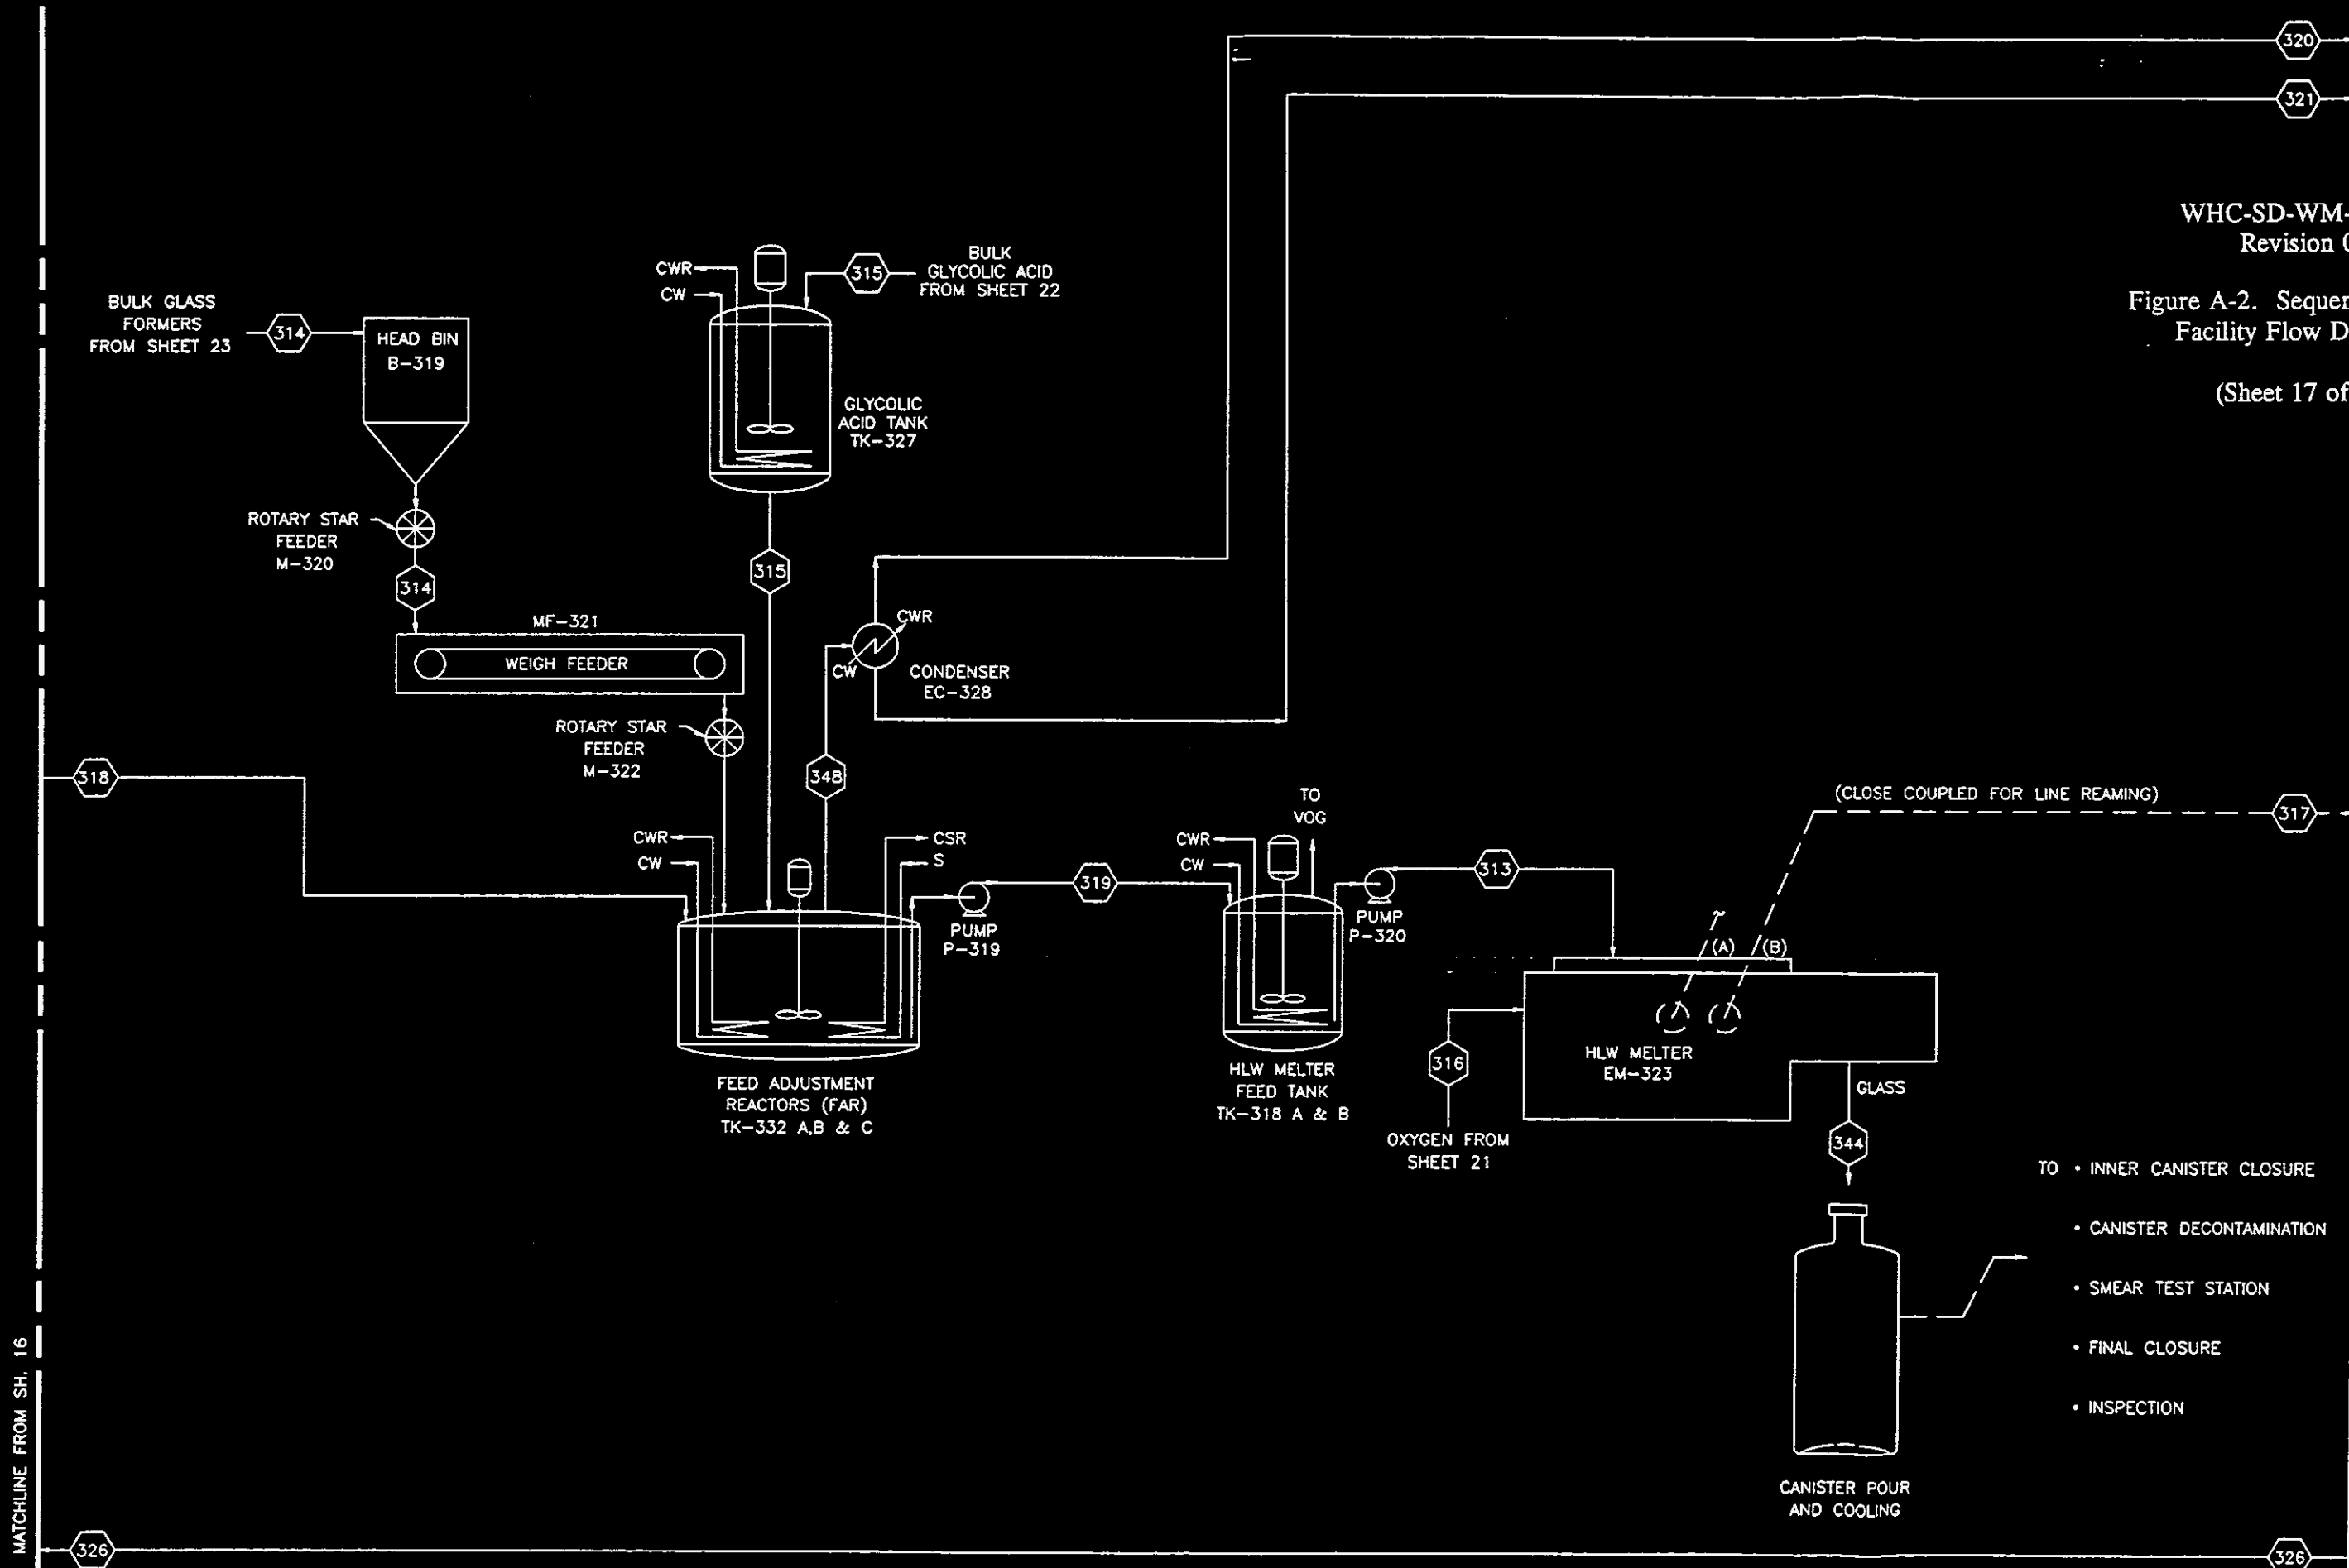 320
321
WHC-SD-WM-
Revision
Figure A-2. Sequen
Facility Flow D
(Sheet 17 of
BULK GLASS
FORMERS
FROM SHEET 23
314
HEAD BIN
B-319
CWR
CW
315
BULK
GLYCOLIC ACID
FROM SHEET 22
GLYCOLIC
ACID TANK
TK-327
ROTARY STAR
FEEDER
M-320
314
315
MF-321
WEIGH FEEDER
CWR
CW
CONDENSER
EC-328
ROTARY STAR
FEEDER
M-322
348
318
CWR
CW
CSR
S
319
PUMP
P-319
FEED ADJUSTMENT
REACTORS (FAR)
TK-332 A,B & C
TO
VOG
CWR
CW
313
PUMP
P-320
HLW MELTER
FEED TANK
TK-318 A & B
(CLOSE COUPLED FOR LINE REAMING)
317
(A)
(B)
HLW MELTER
EM-323
316
OXYGEN FROM
SHEET 21
GLASS
344
TO • INNER CANISTER CLOSURE
• CANISTER DECONTAMINATION
• SMEAR TEST STATION
• FINAL CLOSURE
• INSPECTION
CANISTER POUR
AND COOLING
MATCHLINE FROM SH. 16
326
326